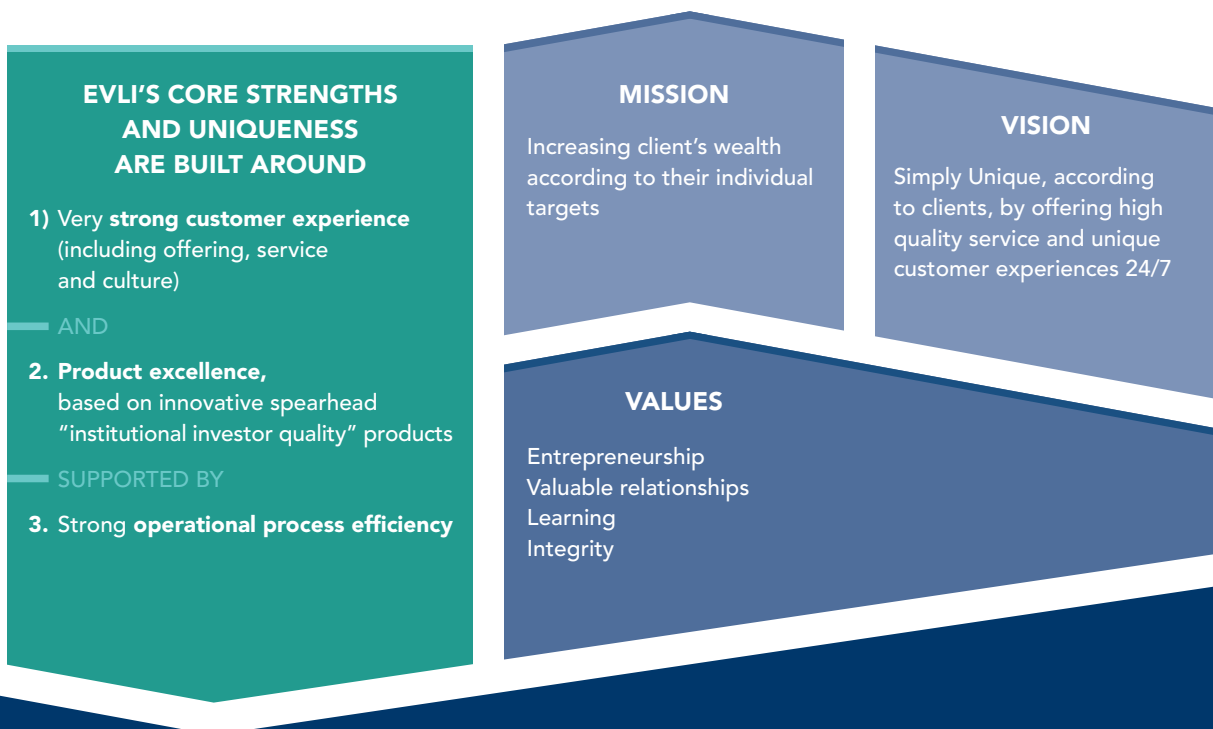 EVLI'S CORE STRENGTHS
AND UNIQUENESS
ARE BUILT AROUND
1) Very strong customer experience
(including offering, service
and culture)
AND
2. Product excellence,
based on innovative spearhead
"institutional investor quality" products
SUPPORTED BY
3. Strong operational process efficiency
MISSION
Increasing client's wealth
according to their individual
targets
VISION
Simply Unique, according
to clients, by offering high
quality service and unique
customer experiences 24/7
VALUES
Entrepreneurship
Valuable relationships
Learning
Integrity